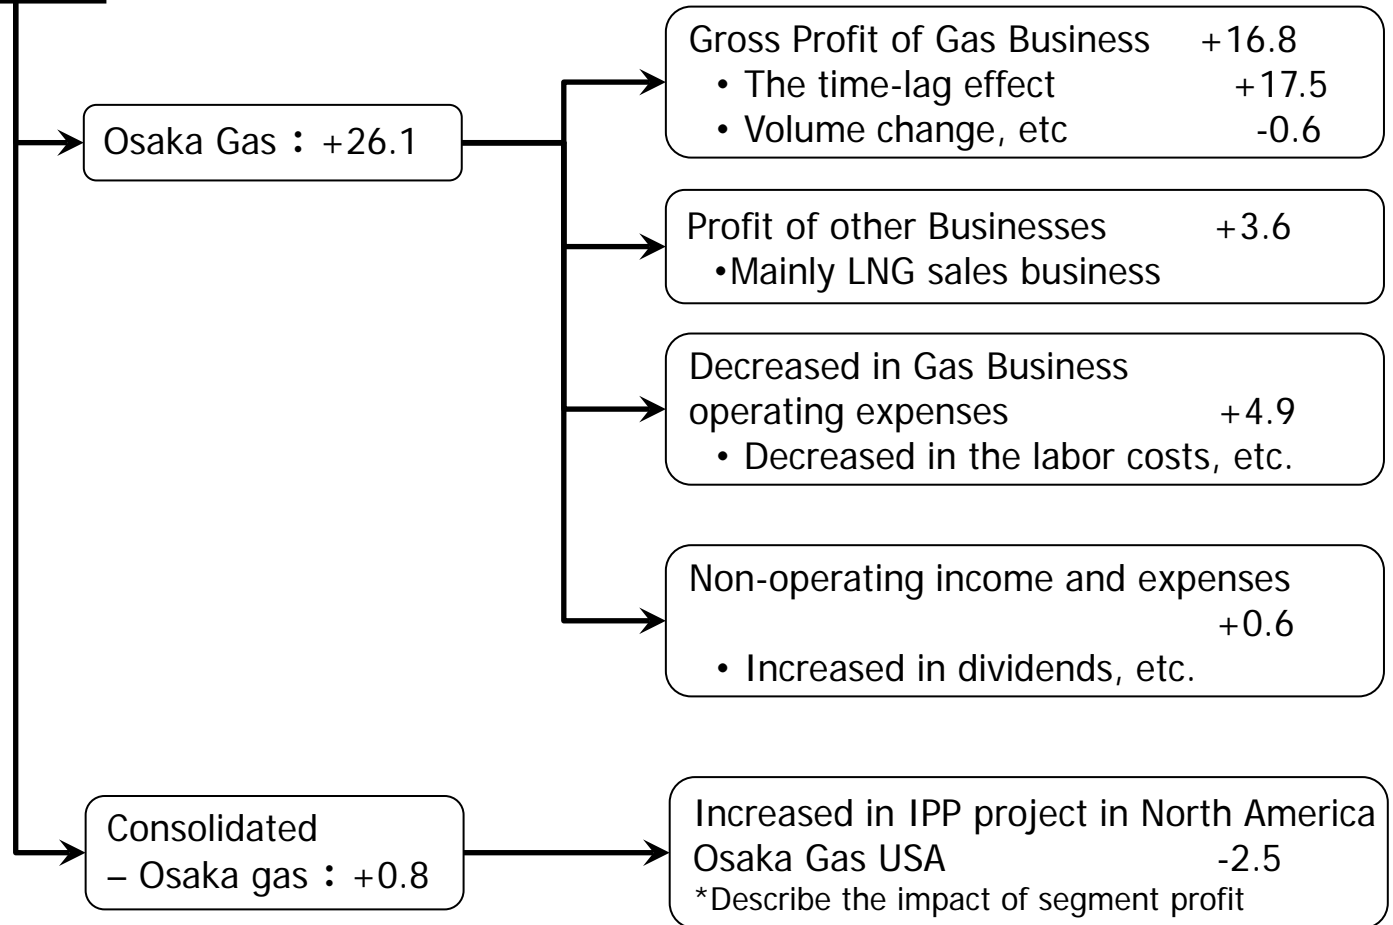 Gross Profit of Gas Business +16.8
• The time-lag effect +17.5
• Volume change, etc -0.6
Osaka Gas : +26.1
Profit of other Businesses +3.6
•Mainly LNG sales business
Decreased in Gas Business
operating expenses +4.9
• Decreased in the labor costs, etc.
Non-operating income and expenses
+0.6
• Increased in dividends, etc.
Consolidated
– Osaka gas : +0.8
Increased in IPP project in North America
Osaka Gas USA -2.5
*Describe the impact of segment profit